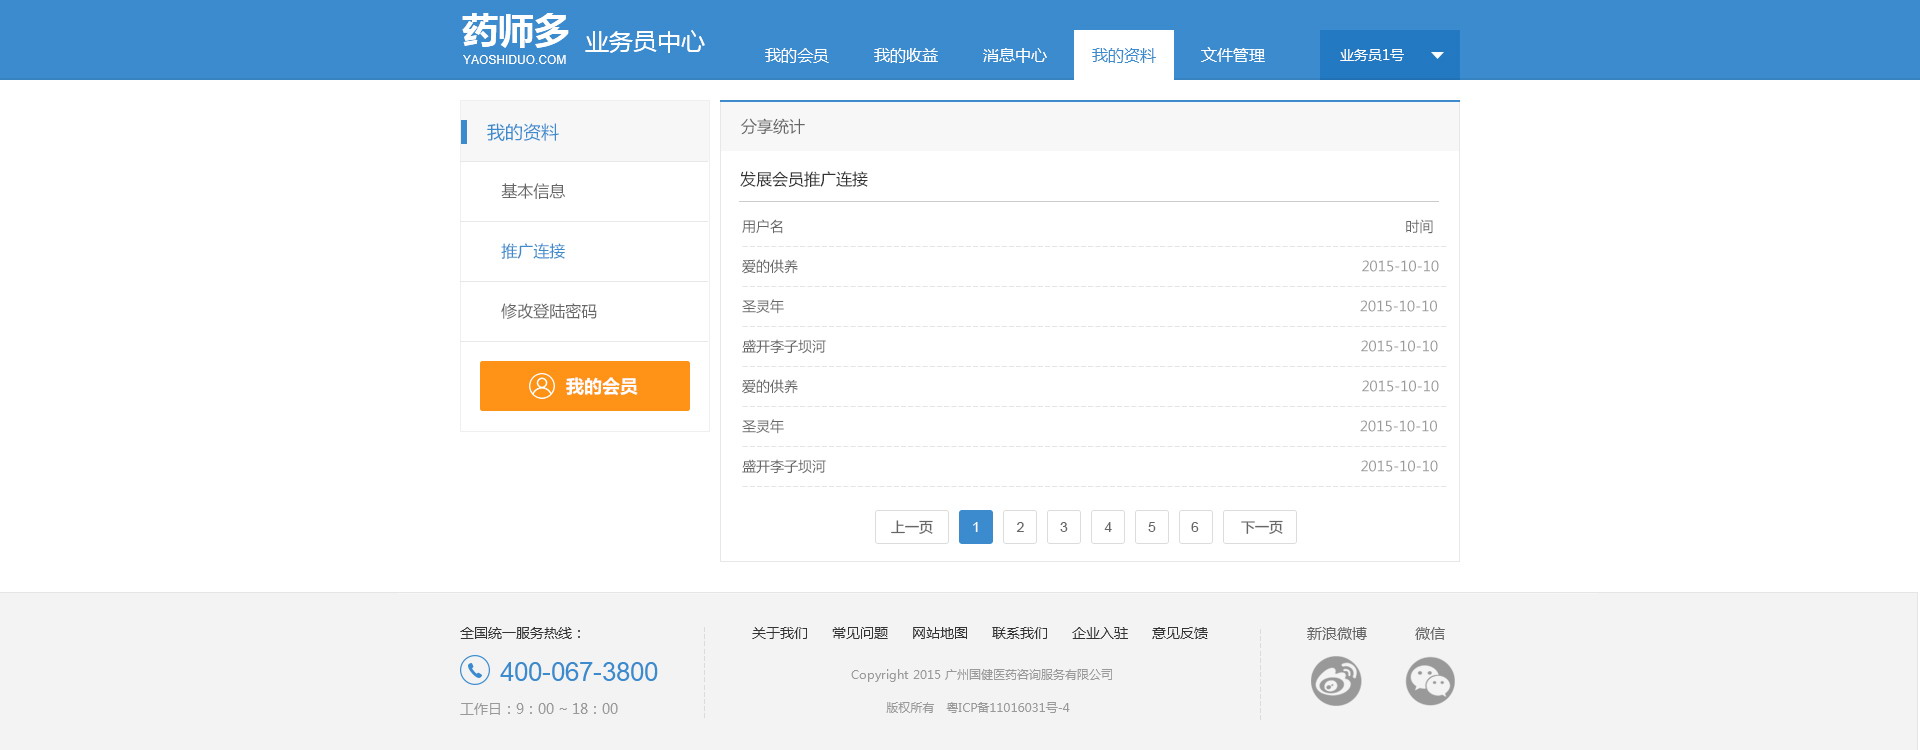 药师多
YAOSHIDUO.COM
业务员中心
我的会员 我的收益 消息中心 我的资料 文件管理 业务员1号
我的资料
基本信息
推广连接
修改登陆密码
我的会员
分享统计
发展会员推广连接
用户名 时间
爱的供养 2015-10-10
圣灵年 2015-10-10
盛开李子坝河 2015-10-10
爱的供养 2015-10-10
圣灵年 2015-10-10
盛开李子坝河 2015-10-10
上一页 1 2 3 4 5 6 下一页
全国统一服务热线：
400-067-3800
工作日：9：00 ~ 18：00
关于我们 常见问题 网站地图 联系我们 企业入驻 意见反馈
Copyright 2015 广州国健医药咨询服务有限公司
版权所有 粤ICP备11016031号-4
新浪微博 微信